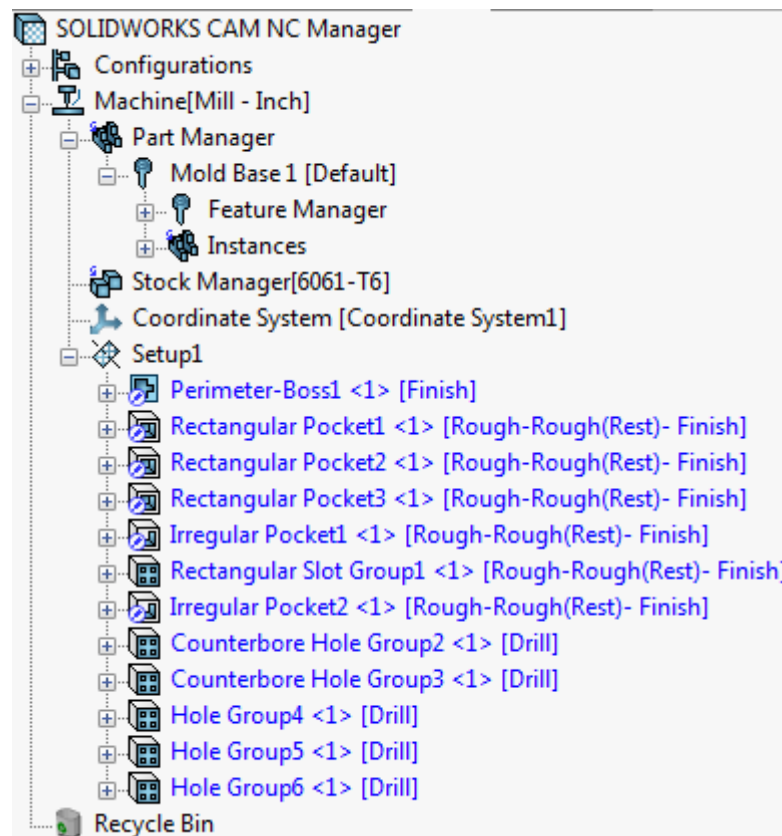 SOLIDWORKS CAM NC Manager
Configurations
Machine[Mill - Inch]
Part Manager
Mold Base 1 [Default]
Feature Manager
Instances
Stock Manager[6061-T6]
Coordinate System [Coordinate System1]
Setup1
Perimeter-Boss1 <1> [Finish]
Rectangular Pocket1 <1> [Rough-Rough(Rest)- Finish]
Rectangular Pocket2 <1> [Rough-Rough(Rest)- Finish]
Rectangular Pocket3 <1> [Rough-Rough(Rest)- Finish]
Irregular Pocket1 <1> [Rough-Rough(Rest)- Finish]
Rectangular Slot Group1 <1> [Rough-Rough(Rest)- Finish]
Irregular Pocket2 <1> [Rough-Rough(Rest)- Finish]
Counterbore Hole Group2 <1> [Drill]
Counterbore Hole Group3 <1> [Drill]
Hole Group4 <1> [Drill]
Hole Group5 <1> [Drill]
Hole Group6 <1> [Drill]
Recycle Bin